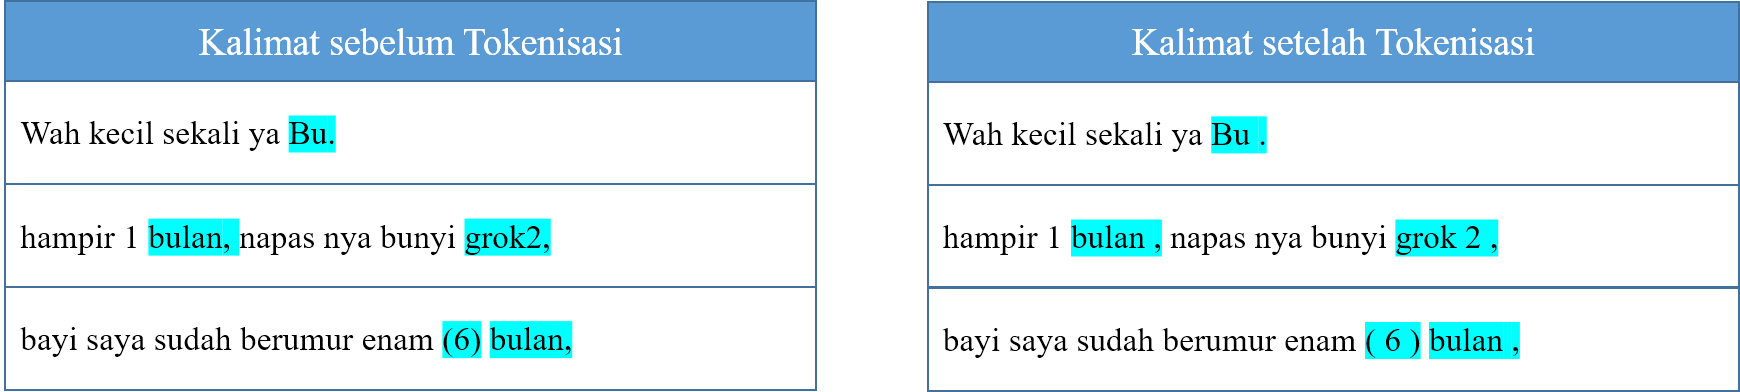 Kalimat sebelum Tokenisasi
Wah kecil sekali ya Bu.
hampir 1 bulan, napas nya bunyi grok2,
bayi saya sudah berumur enam (6) bulan,
Kalimat setelah Tokenisasi
Wah kecil sekali ya Bu .
hampir 1 bulan , napas nya bunyi grok 2 ,
bayi saya sudah berumur enam ( 6 ) bulan ,